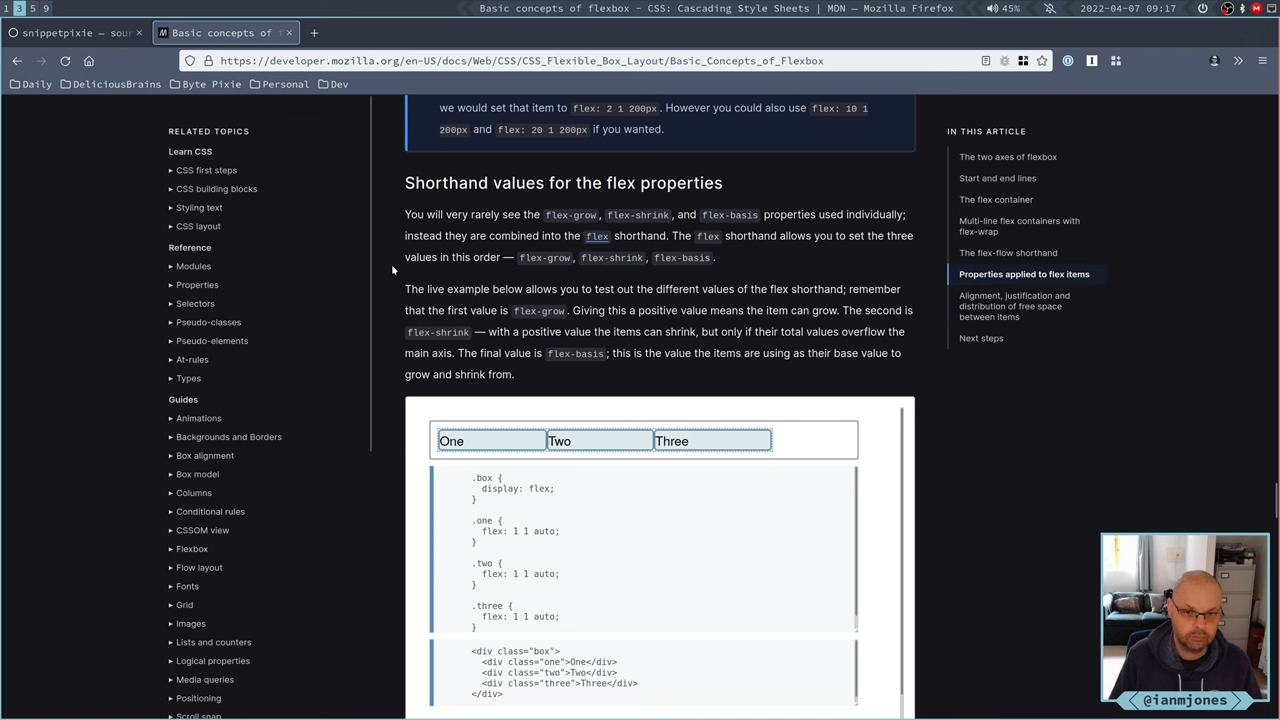 1 3 5 9
Basic concepts of flexbox - CSS: Cascading Style Sheets | MDN — Mozilla Firefox
45%
2022-04-07 09:17
snippetpixie — sou
Basic concepts of f
https://developer.mozilla.org/en-US/docs/Web/CSS/CSS_Flexible_Box_Layout/Basic_Concepts_of_Flexbox
Daily
DeliciousBrains
Byte Pixie
Personal
Dev
RELATED TOPICS
Learn CSS
CSS first steps
CSS building blocks
Styling text
CSS layout
Reference
Modules
Properties
Selectors
Pseudo-classes
Pseudo-elements
At-rules
Types
Guides
Animations
Backgrounds and Borders
Box alignment
Box model
Columns
Conditional rules
CSSOM view
Flexbox
Flow layout
Fonts
Grid
Images
Lists and counters
Logical properties
Media queries
Positioning
Scroll snap
we would set that item to flex: 2 1 200px. However you could also use flex: 10 1
200px and flex: 20 1 200px if you wanted.
Shorthand values for the flex properties
You will very rarely see the flex-grow, flex-shrink, and flex-basis properties used individually;
instead they are combined into the flex shorthand. The flex shorthand allows you to set the three
values in this order — flex-grow, flex-shrink, flex-basis.
The live example below allows you to test out the different values of the flex shorthand; remember
that the first value is flex-grow. Giving this a positive value means the item can grow. The second is
flex-shrink — with a positive value the items can shrink, but only if their total values overflow the
main axis. The final value is flex-basis; this is the value the items are using as their base value to
grow and shrink from.
One
Two
Three
.box {
display: flex;
}
.one {
flex: 1 1 auto;
}
.two {
flex: 1 1 auto;
}
.three {
flex: 1 1 auto;
}
<div class="box">
<div class="one">One</div>
<div class="two">Two</div>
<div class="three">Three</div>
</div>
IN THIS ARTICLE
The two axes of flexbox
Start and end lines
The flex container
Multi-line flex containers with
flex-wrap
The flex-flow shorthand
Properties applied to flex items
Alignment, justification and
distribution of free space
between items
Next steps
@ianmjones